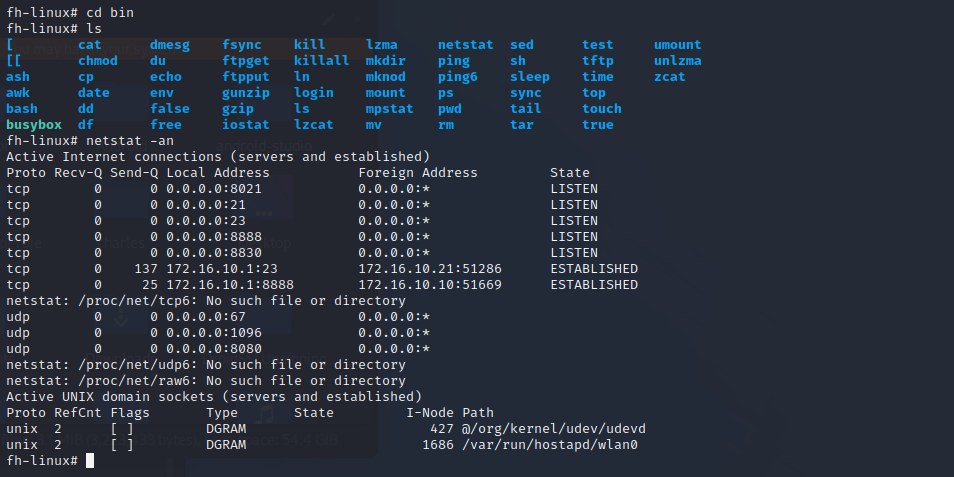 fh-linux# cd bin
fh-linux# ls
[ cat dmesg fsync kill lzma netstat sed test umount
[[ chmod du ftpget killall mkdir ping sh tftp unlzma
ash cp echo ftpput ln mknod ping6 sleep time zcat
awk date env gunzip login mount ps sync top
bash dd false gzip ls mpstat pwd tail touch
busybox df free iostat lzcat mv rm tar true
fh-linux# netstat -an
Active Internet connections (servers and established)
Proto Recv-Q Send-Q Local Address Foreign Address State
tcp 0 0 0.0.0.0:8021 0.0.0.0:* LISTEN
tcp 0 0 0.0.0.0:21 0.0.0.0:* LISTEN
tcp 0 0 0.0.0.0:23 0.0.0.0:* LISTEN
tcp 0 0 0.0.0.0:8888 0.0.0.0:* LISTEN
tcp 0 0 0.0.0.0:8830 0.0.0.0:* LISTEN
tcp 0 137 172.16.10.1:23 172.16.10.21:51286 ESTABLISHED
tcp 0 25 172.16.10.1:8888 172.16.10.10:51669 ESTABLISHED
netstat: /proc/net/tcp6: No such file or directory
udp 0 0 0.0.0.0:67 0.0.0.0:*
udp 0 0 0.0.0.0:1096 0.0.0.0:*
udp 0 0 0.0.0.0:8080 0.0.0.0:*
netstat: /proc/net/udp6: No such file or directory
netstat: /proc/net/raw6: No such file or directory
Active UNIX domain sockets (servers and established)
Proto RefCnt Flags Type State I-Node Path
unix 2 [ ] DGRAM 427 @/org/kernel/udev/udevd
unix 2 [ ] DGRAM 1686 /var/run/hostapd/wlan0
fh-linux#